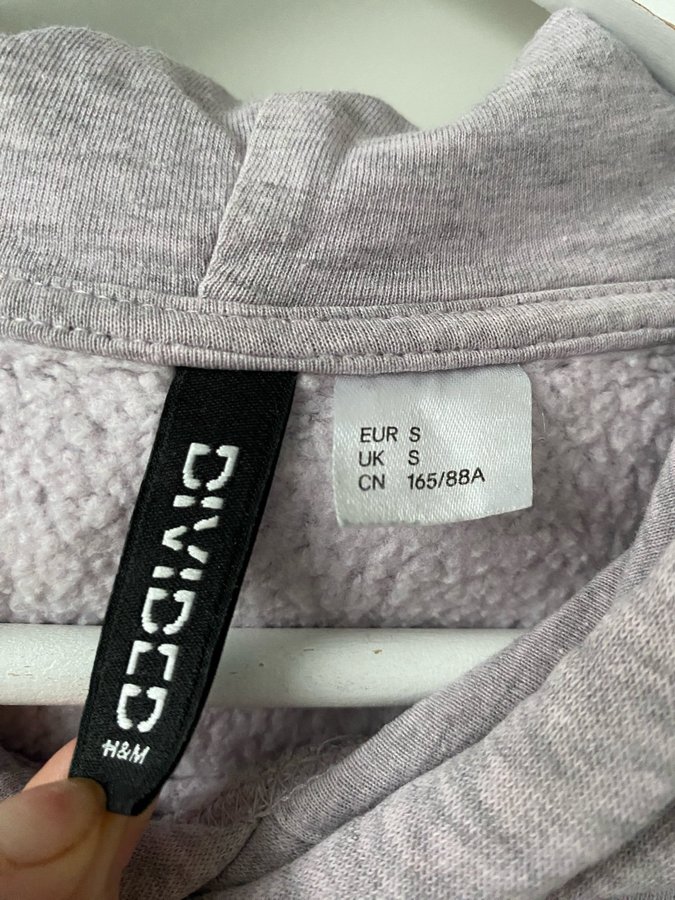 DIVIDED
H&M
EUR S
UK S
CN 165/88A